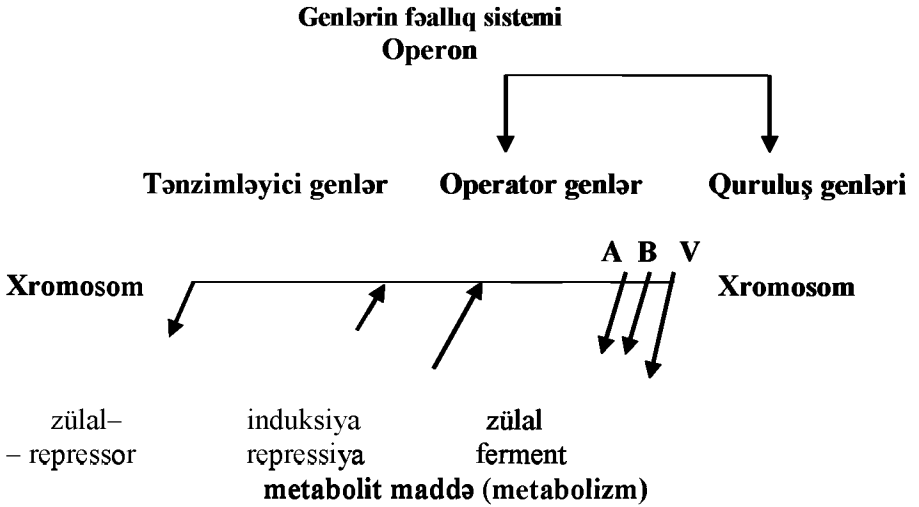 Genlərin fəallıq sistemi
Operon
Tənzimləyici genlər Operator genlər Quruluş genləri
A B V
Xromosom Xromosom
zülal– induksiya zülal
– repressor repressiya ferment
metabolit maddə (metabolizm)